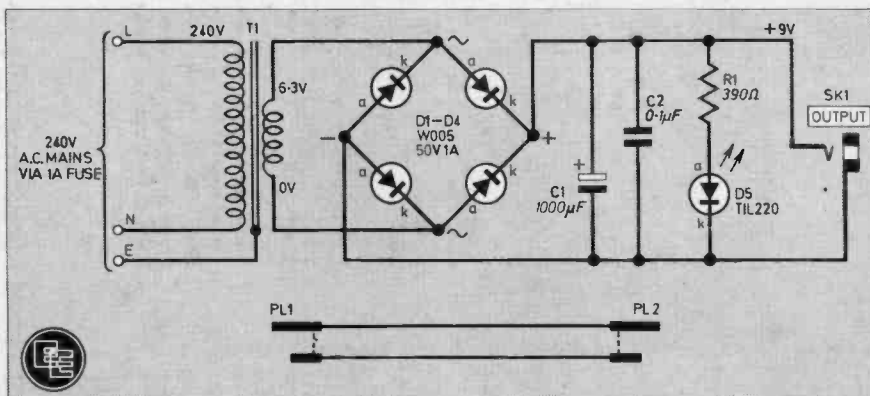 L
240V
T1
240V
A.C. MAINS
VIA 1A FUSE
N
E
6·3V
0V
~
k
a
a
k
D1–D4
W005
50V 1A
−
+
a
k
a
k
~
+
C1
1000µF
C2
0·1µF
R1
390Ω
a
D5
TIL220
k
+9V
SK1
OUTPUT
PL1
PL2